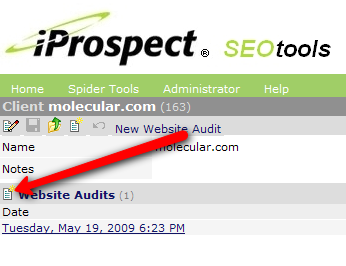 iProspect® SEOtools
Home Spider Tools Administrator Help
Client molecular.com (163)
New Website Audit
Name molecular.com
Notes
Website Audits (1)
Date
Tuesday, May 19, 2009 6:23 PM